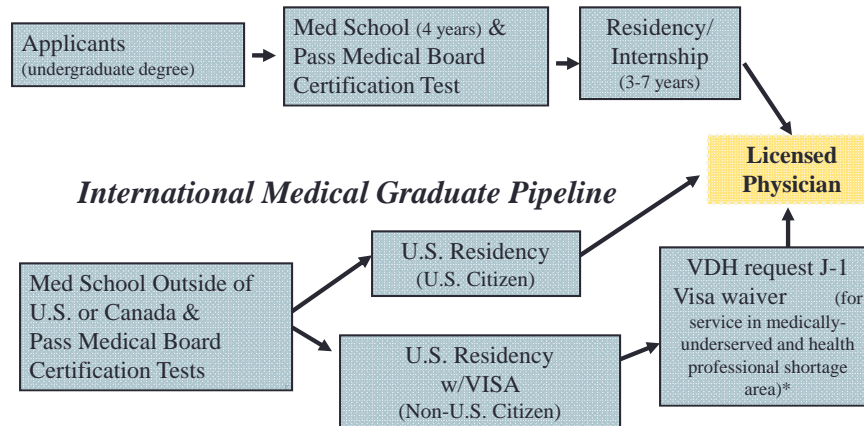 Applicants
(undergraduate degree)
Med School (4 years) &
Pass Medical Board
Certification Test
Residency/
Internship
(3-7 years)
Licensed
Physician
International Medical Graduate Pipeline
Med School Outside of
U.S. or Canada &
Pass Medical Board
Certification Tests
U.S. Residency
(U.S. Citizen)
U.S. Residency
w/VISA
(Non-U.S. Citizen)
VDH request J-1
Visa waiver (for
service in medically-
underserved and health
professional shortage
area)*